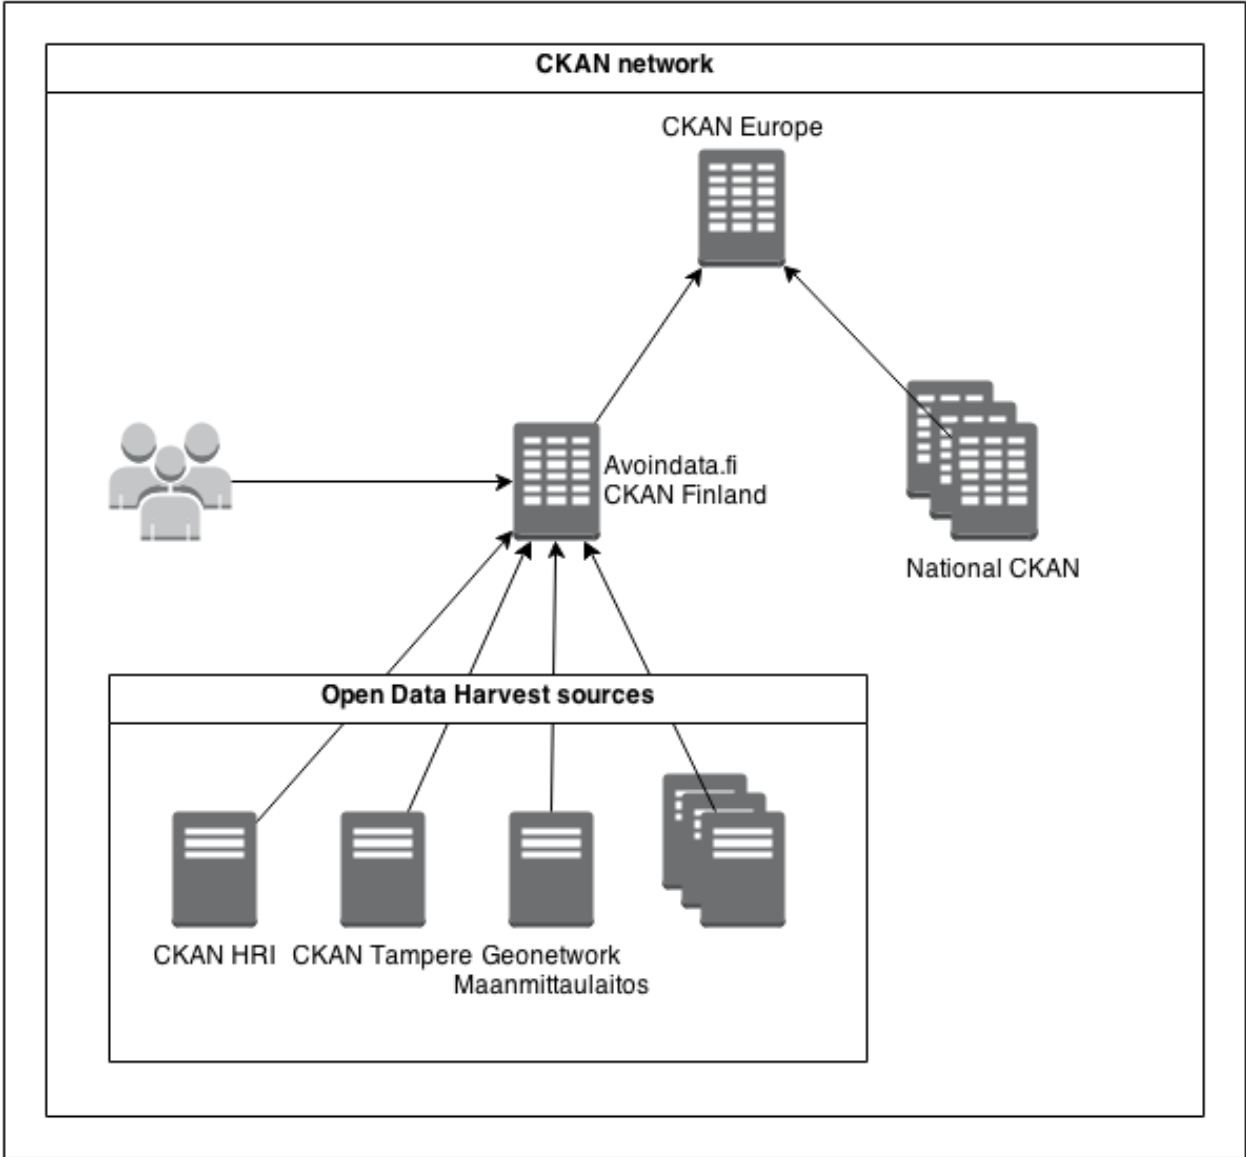 CKAN network
CKAN Europe
Avoindata.fi
CKAN Finland
National CKAN
Open Data Harvest sources
CKAN HRI
CKAN Tampere
Geonetwork
Maanmittaulaitos